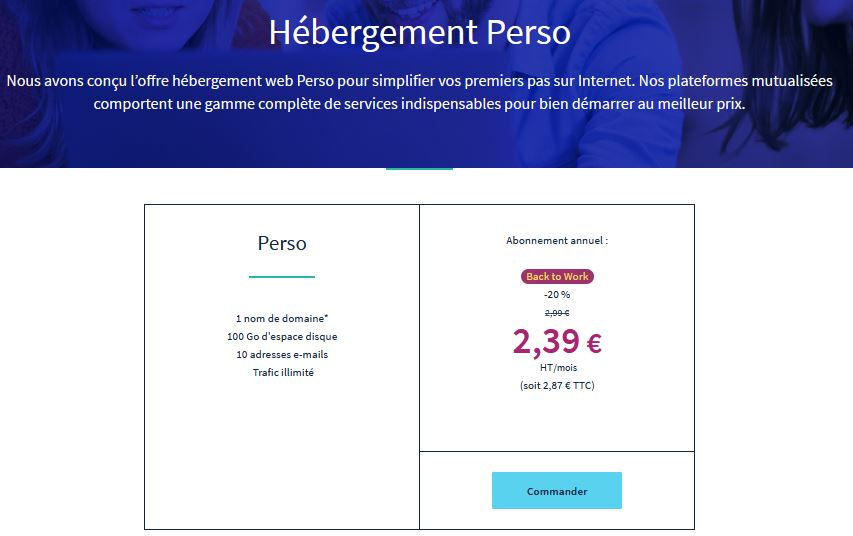 Hébergement Perso
Nous avons conçu l'offre hébergement web Perso pour simplifier vos premiers pas sur Internet. Nos plateformes mutualisées
comportent une gamme complète de services indispensables pour bien démarrer au meilleur prix.
Perso
1 nom de domaine*
100 Go d'espace disque
10 adresses e-mails
Trafic illimité
Abonnement annuel :
Back to Work
-20 %
2,99 €
2,39 €
HT/mois
(soit 2,87 € TTC)
Commander